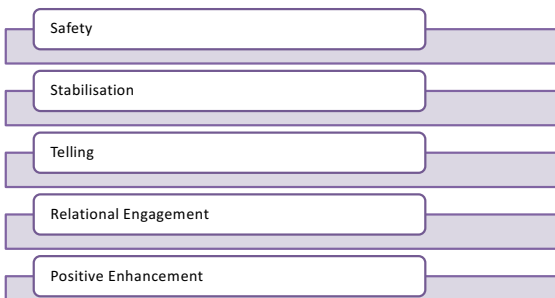 Safety
Stabilisation
Telling
Relational Engagement
Positive Enhancement